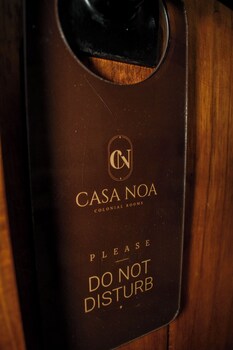 CN
CASA NOA
COLONIAL ROOMS
PLEASE
DO NOT
DISTURB